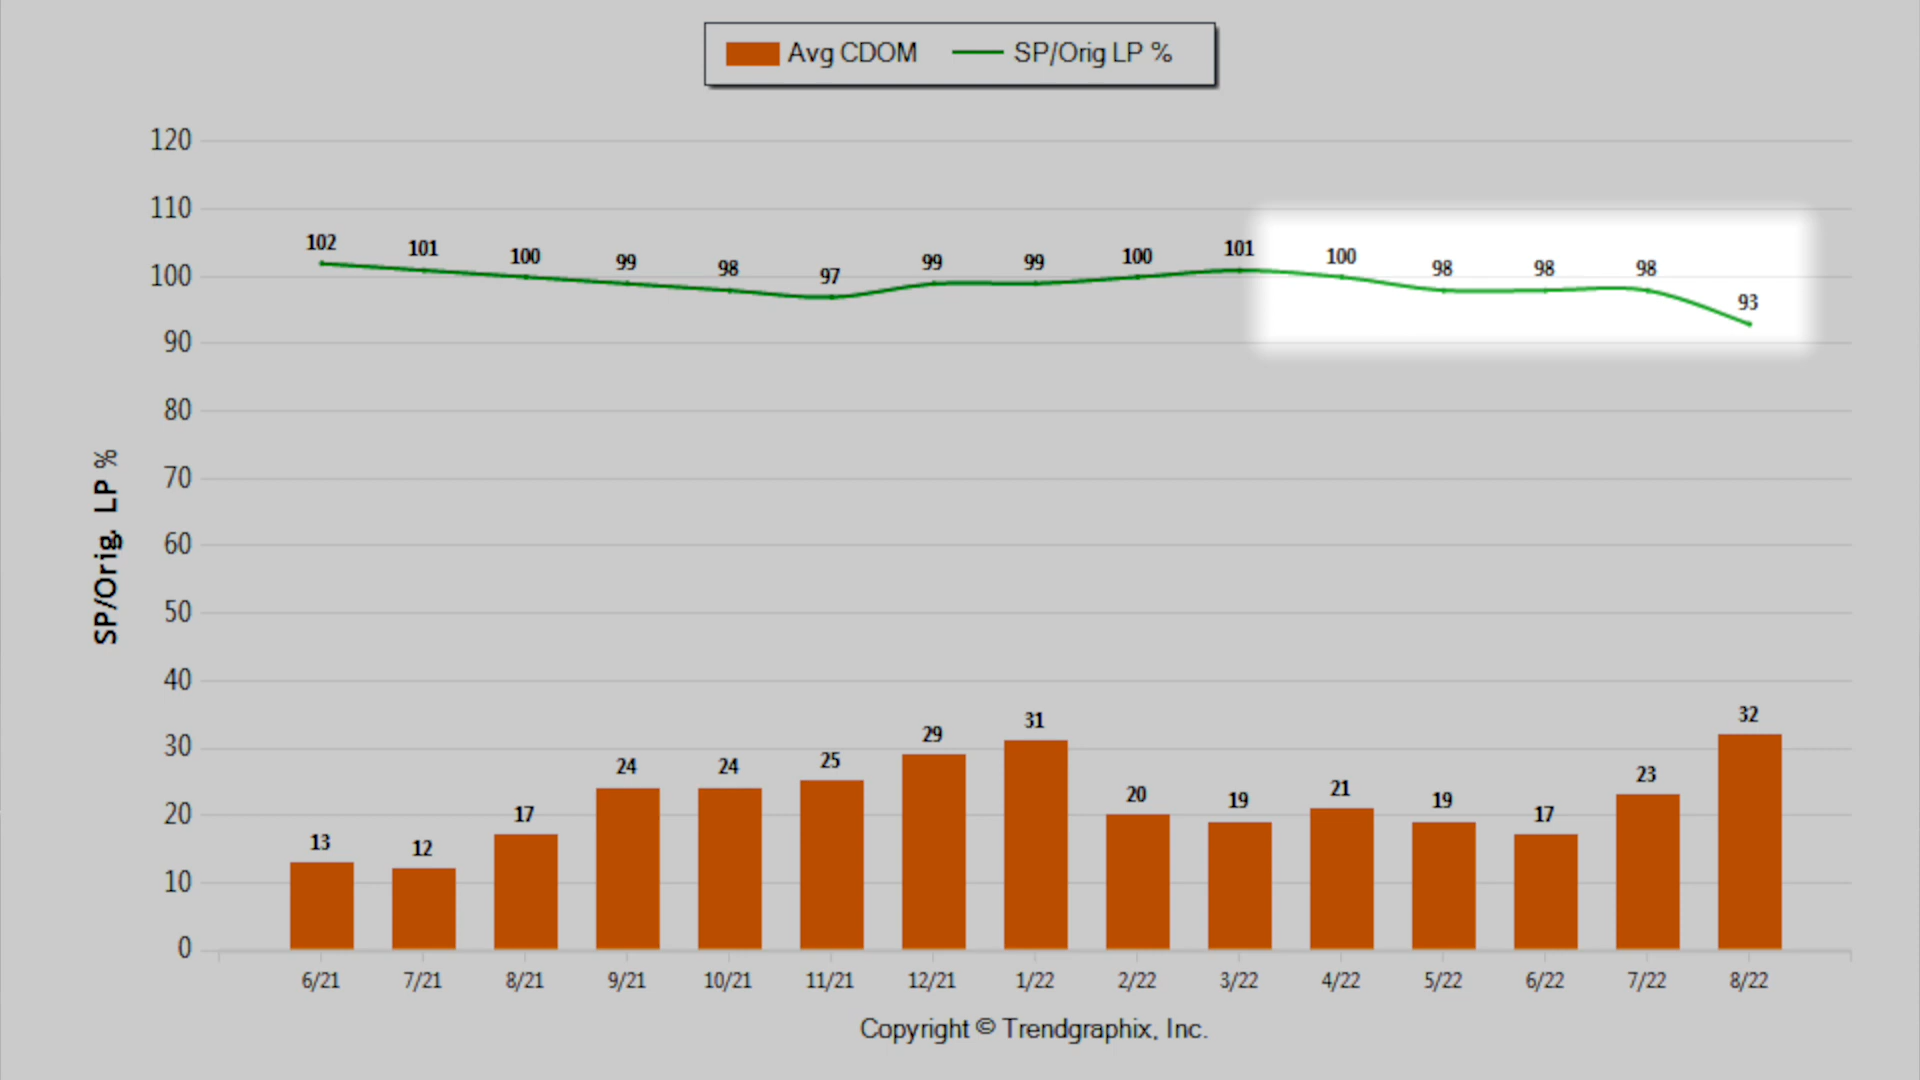 Avg CDOM SP/Orig LP %
120
110
100
90
80
70
60
50
40
30
20
10
0
SP/Orig. LP %
102 101 100 99 98 97 99 99 100 101 100 98 98 98 93
13 12 17 24 24 25 29 31 20 19 21 19 17 23 32
6/21 7/21 8/21 9/21 10/21 11/21 12/21 1/22 2/22 3/22 4/22 5/22 6/22 7/22 8/22
Copyright © Trendgraphix, Inc.